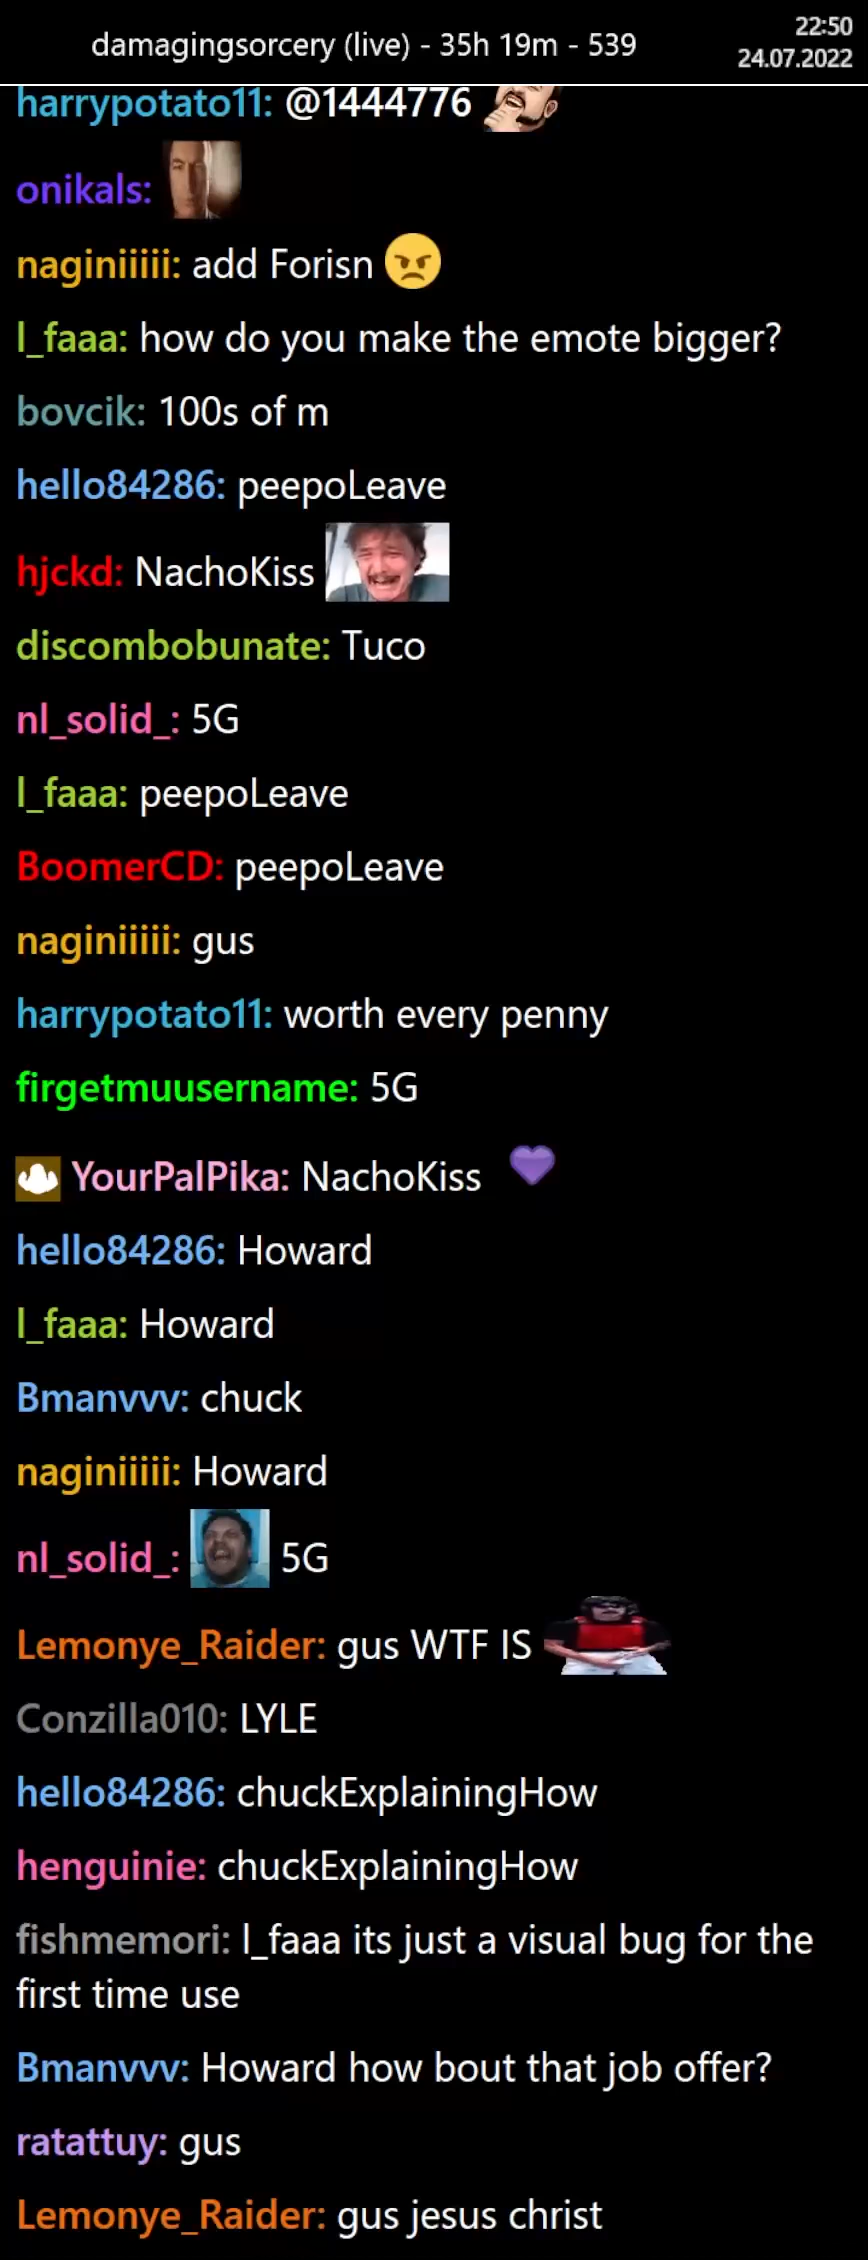 damagingsorcery (live) - 35h 19m - 539
22:50
24.07.2022
harrypotato11: @1444776
onikals:
naginiiiii: add Forisn
l_faaa: how do you make the emote bigger?
bovcik: 100s of m
hello84286: peepoLeave
hjckd: NachoKiss
discombobunate: Tuco
nl_solid_: 5G
l_faaa: peepoLeave
BoomerCD: peepoLeave
naginiiiii: gus
harrypotato11: worth every penny
firgetmuusername: 5G
YourPalPika: NachoKiss
hello84286: Howard
l_faaa: Howard
Bmanvvv: chuck
naginiiiii: Howard
nl_solid_: 5G
Lemonye_Raider: gus WTF IS
Conzilla010: LYLE
hello84286: chuckExplainingHow
henguinie: chuckExplainingHow
fishmemori: l_faaa its just a visual bug for the
first time use
Bmanvvv: Howard how bout that job offer?
ratattuy: gus
Lemonye_Raider: gus jesus christ